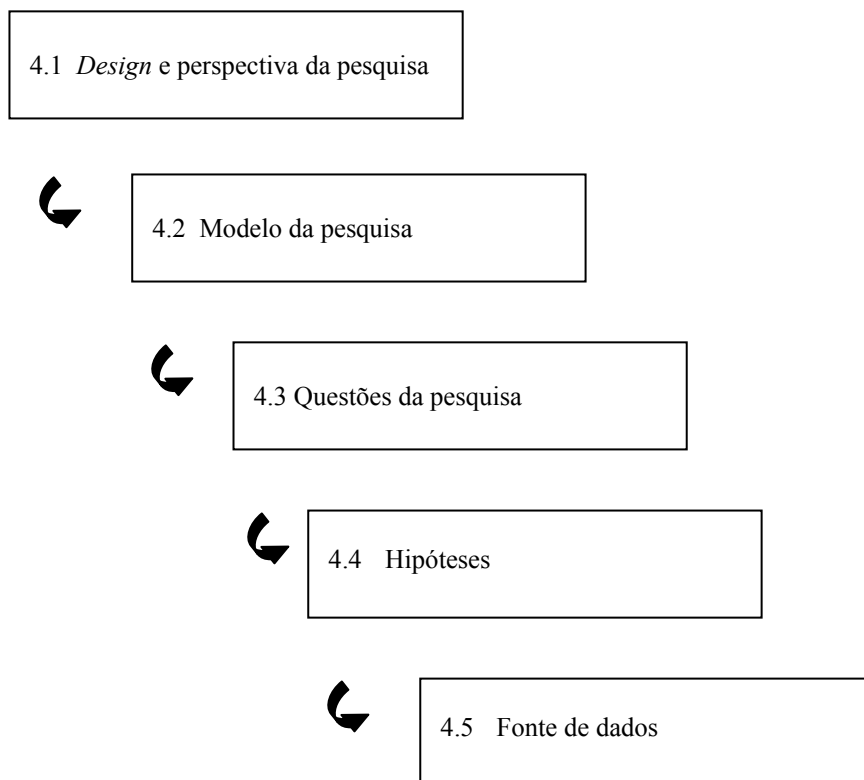 4.1 Design e perspectiva da pesquisa
4.2 Modelo da pesquisa
4.3 Questões da pesquisa
4.4 Hipóteses
4.5 Fonte de dados